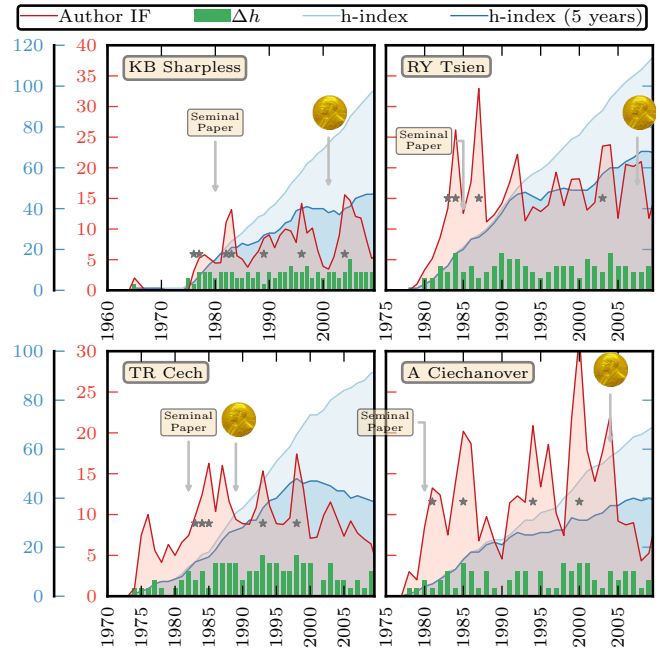 Author IF Δh h-index h-index (5 years)
120 40
KB Sharpless RY Tsien
100 35
30
80 25
Seminal Paper
Seminal Paper
60 20
40 15
10
20 5
0 0
1960 1970 1980 1990 2000 1975 1980 1985 1990 1995 2000 2005
100 30
TR Cech A Ciechanover
80 25
Seminal Paper
Seminal Paper
60 20
15
40 10
20 5
0 0
1970 1975 1980 1985 1990 1995 2000 2005 1975 1980 1985 1990 1995 2000 2005